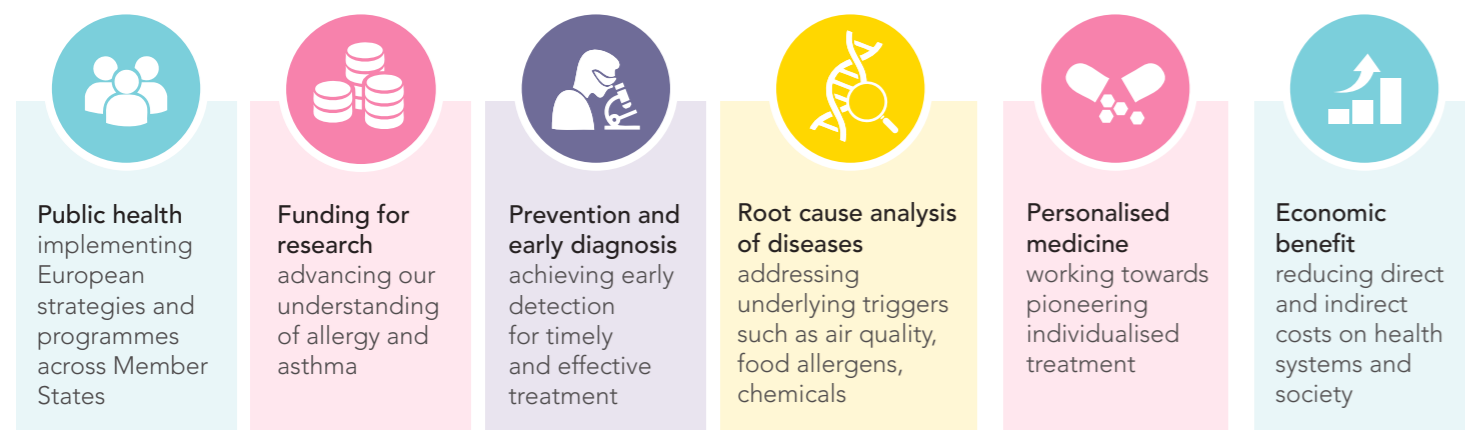 Public health
implementing
European
strategies and
programmes
across Member
States
Funding for
research
advancing our
understanding
of allergy and
asthma
Prevention and
early diagnosis
achieving early
detection
for timely
and effective
treatment
Root cause analysis
of diseases
addressing
underlying triggers
such as air quality,
food allergens,
chemicals
Personalised
medicine
working towards
pioneering
individualised
treatment
Economic
benefit
reducing direct
and indirect
costs on health
systems and
society